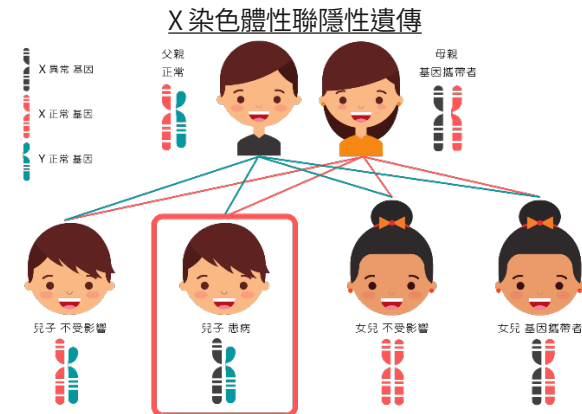 X 染色體性聯隱性遺傳
X 異常 基因
X 正常 基因
Y 正常 基因
父親
正常
母親
基因攜帶者
兒子 不受影響
兒子 患病
女兒 不受影響
女兒 基因攜帶者